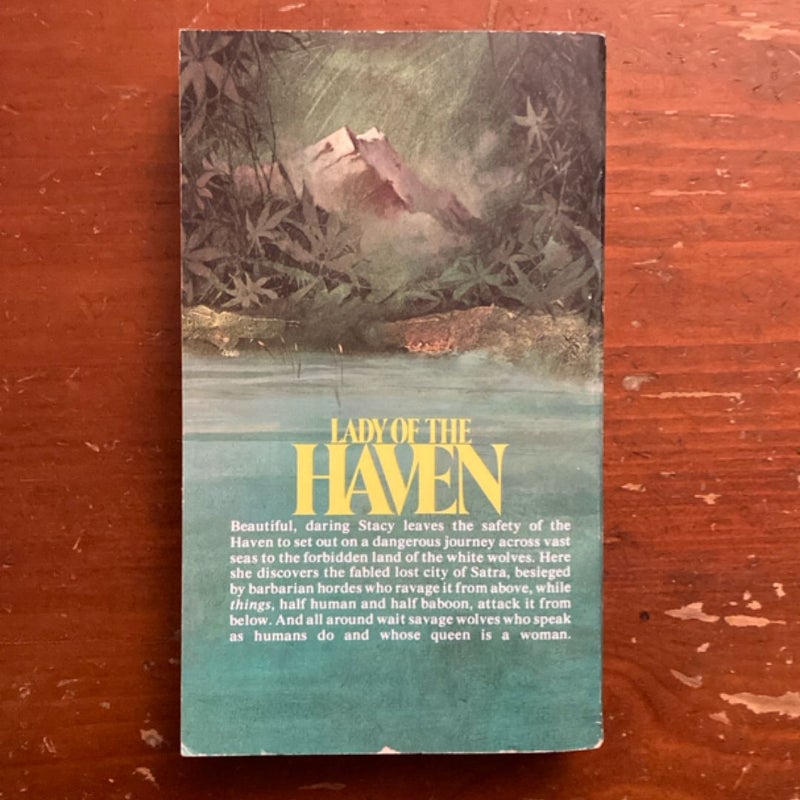 LADY OF THE
HAVEN
Beautiful, daring Stacy leaves the safety of the
Haven to set out on a dangerous journey across vast
seas to the forbidden land of the white wolves. Here
she discovers the fabled lost city of Satra, besieged
by barbarian hordes who ravage it from above, while
things, half human and half baboon, attack it from
below. And all around wait savage wolves who speak
as humans do and whose queen is a woman.